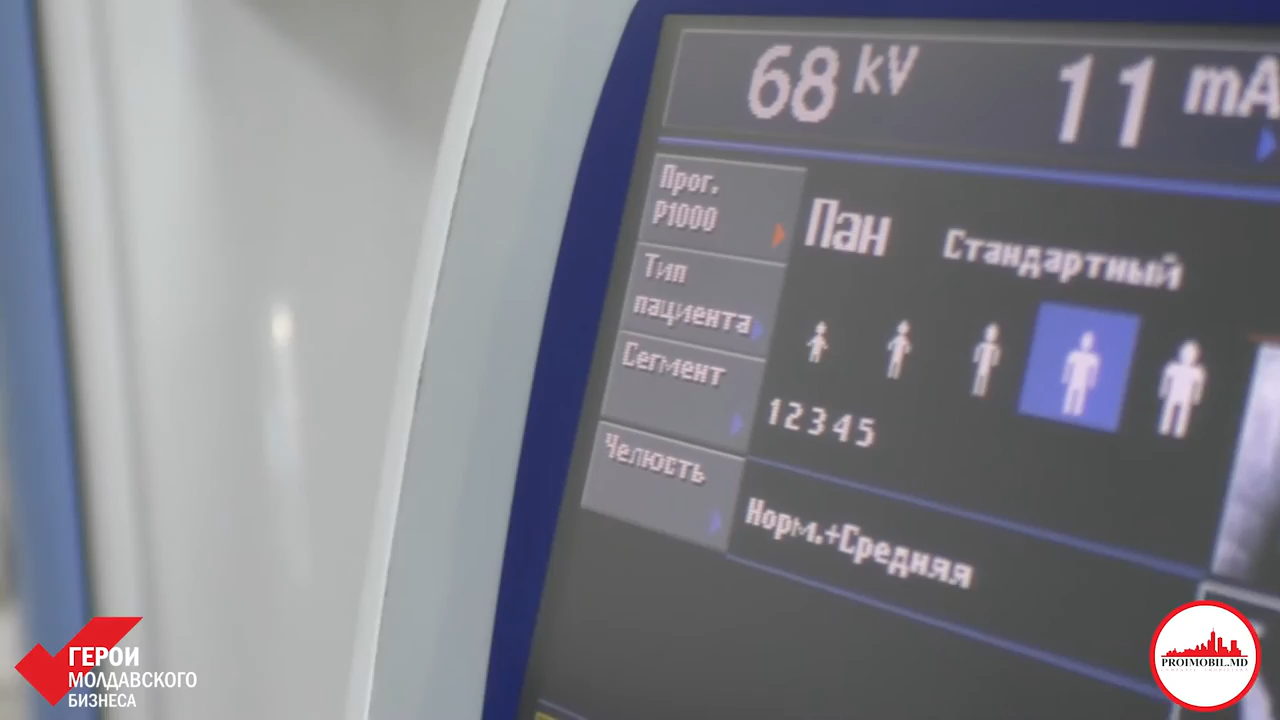 68 kV 11 mA
Прог.
P1000
Пан Стандартный
Тип
пациента
Сегмент
12345
Челюсть
Норм.+Средняя
ГЕРОИ
МОЛДАВСКОГО
БИЗНЕСА
PROIMOBIL.MD